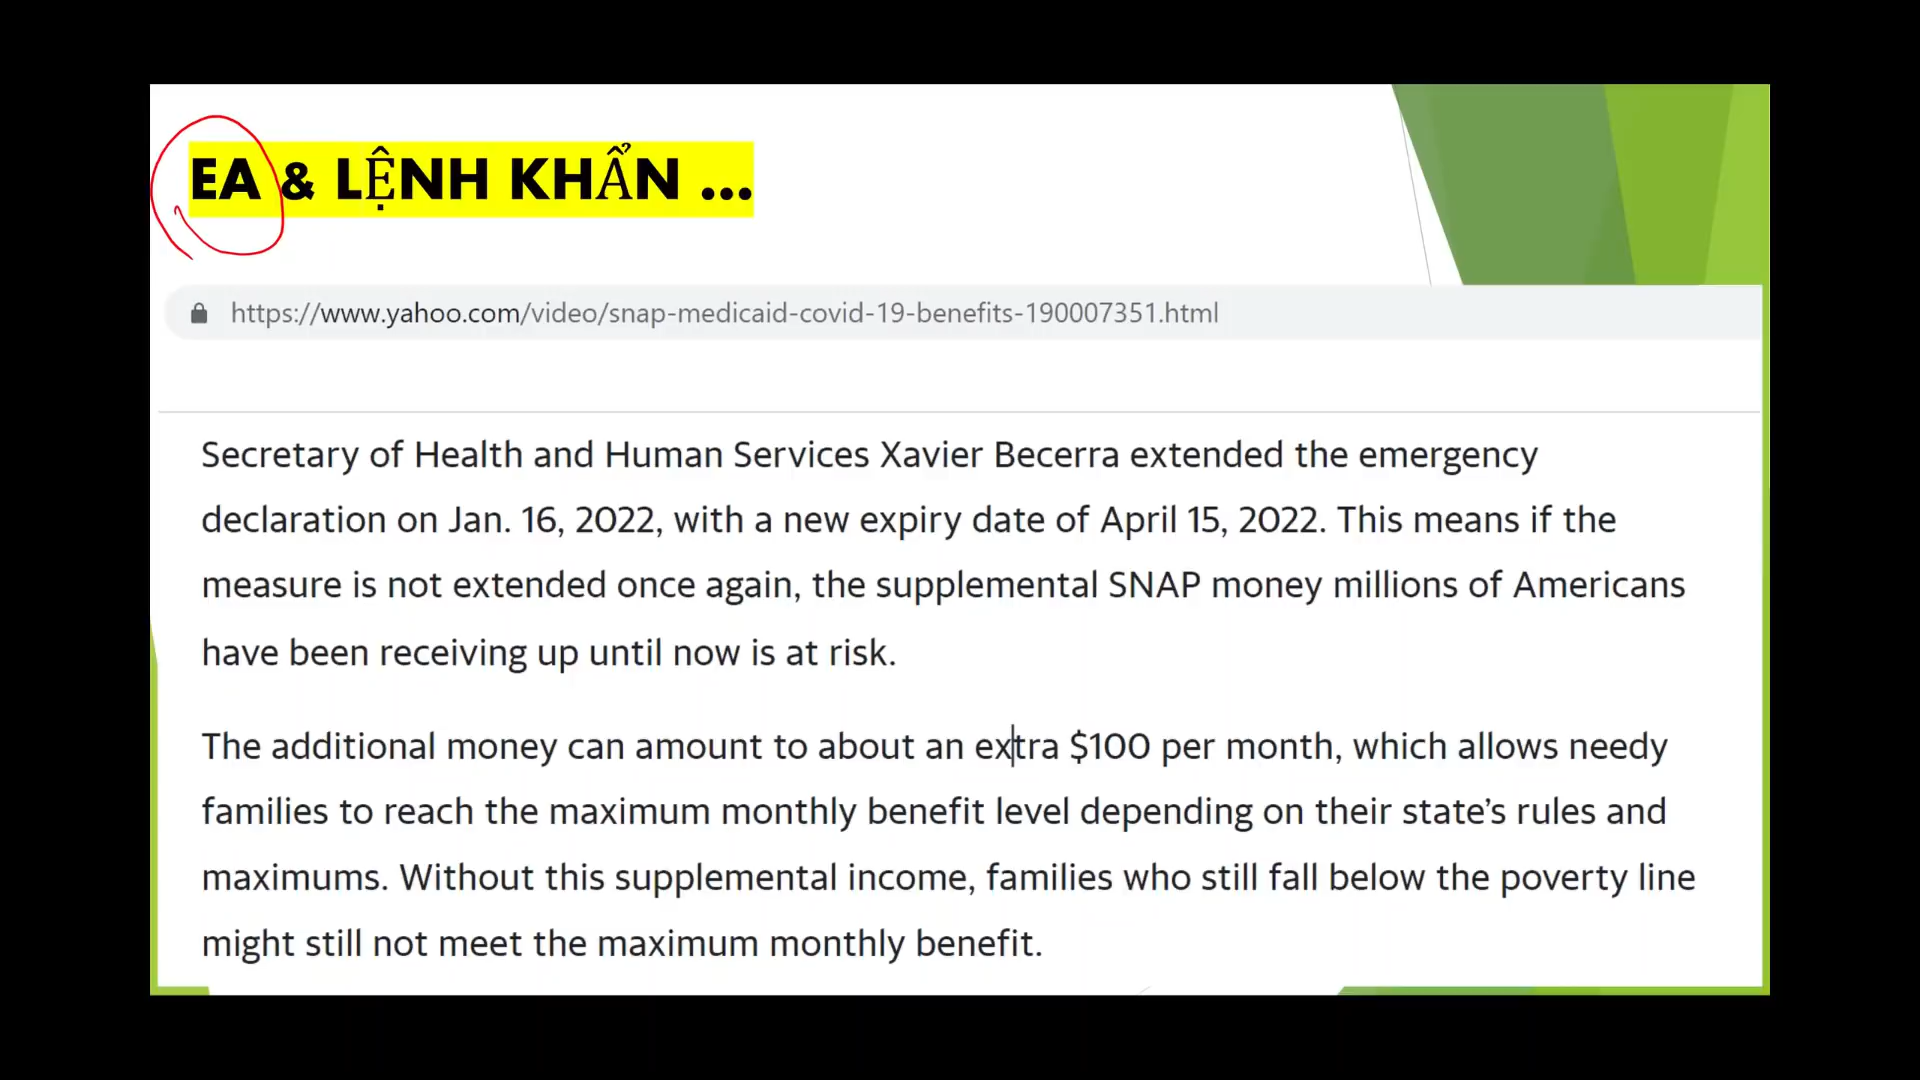 EA & LỆNH KHẨN ...
https://www.yahoo.com/video/snap-medicaid-covid-19-benefits-190007351.html
Secretary of Health and Human Services Xavier Becerra extended the emergency
declaration on Jan. 16, 2022, with a new expiry date of April 15, 2022. This means if the
measure is not extended once again, the supplemental SNAP money millions of Americans
have been receiving up until now is at risk.
The additional money can amount to about an extra $100 per month, which allows needy
families to reach the maximum monthly benefit level depending on their state’s rules and
maximums. Without this supplemental income, families who still fall below the poverty line
might still not meet the maximum monthly benefit.